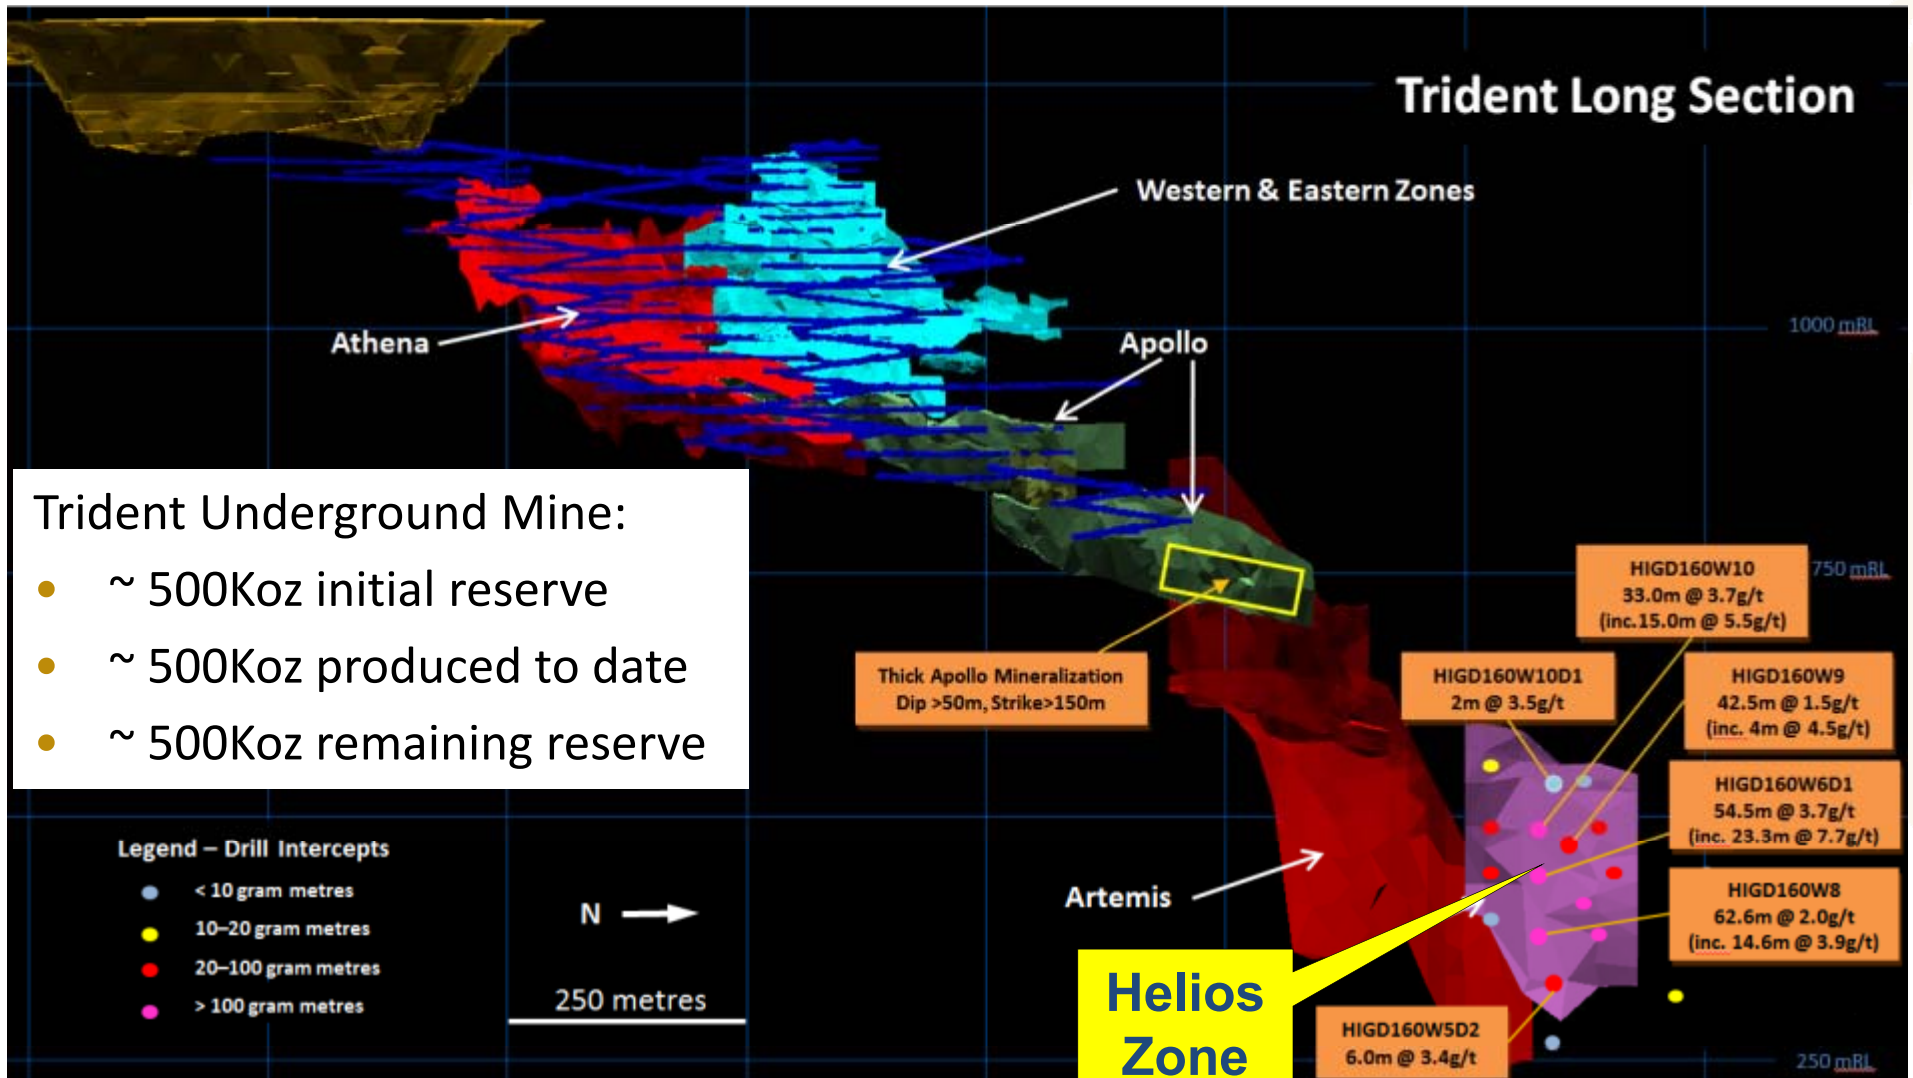 Trident Long Section
Western & Eastern Zones
Athena
Apollo
1000 mRL
Trident Underground Mine:
• ~ 500Koz initial reserve
• ~ 500Koz produced to date
• ~ 500Koz remaining reserve
750 mRL
HIGD160W10
33.0m @ 3.7g/t
(inc.15.0m @ 5.5g/t)
Thick Apollo Mineralization
Dip >50m, Strike>150m
HIGD160W10D1
2m @ 3.5g/t
HIGD160W9
42.5m @ 1.5g/t
(inc. 4m @ 4.5g/t)
HIGD160W6D1
54.5m @ 3.7g/t
(inc. 23.3m @ 7.7g/t)
HIGD160W8
62.6m @ 2.0g/t
(inc. 14.6m @ 3.9g/t)
Artemis
Legend – Drill Intercepts
< 10 gram metres
10–20 gram metres
20–100 gram metres
> 100 gram metres
N
250 metres
Helios
Zone
HIGD160W5D2
6.0m @ 3.4g/t
250 mRL